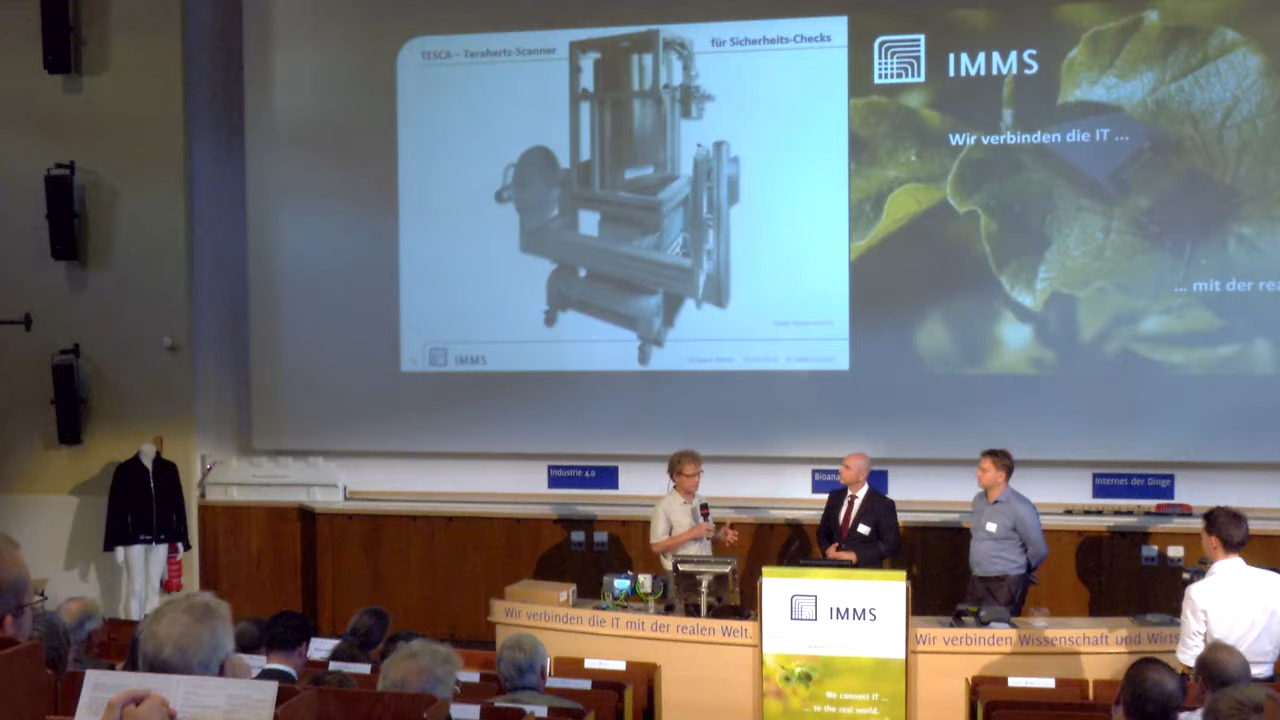 TESCA – Terahertz-Scanner
für Sicherheits-Checks
IMMS
IMMS
Wir verbinden die IT ...
... mit der rea
Industrie 4.0
Bioana
Internet der Dinge
Wir verbinden die IT mit der realen Welt.
IMMS
We connect IT ...
... to the real world.
Wir verbinden Wissenschaft und Wirts